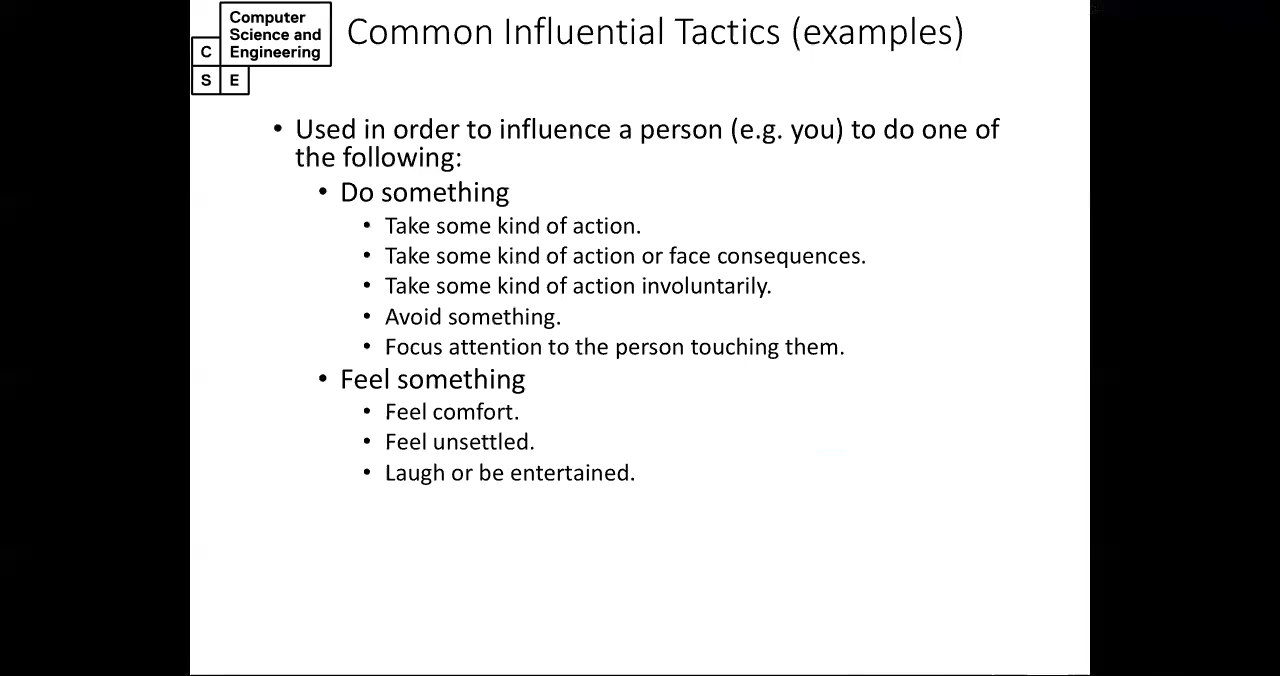 Computer
Science and
Engineering
C
S E
Common Influential Tactics (examples)
• Used in order to influence a person (e.g. you) to do one of
the following:
• Do something
• Take some kind of action.
• Take some kind of action or face consequences.
• Take some kind of action involuntarily.
• Avoid something.
• Focus attention to the person touching them.
• Feel something
• Feel comfort.
• Feel unsettled.
• Laugh or be entertained.